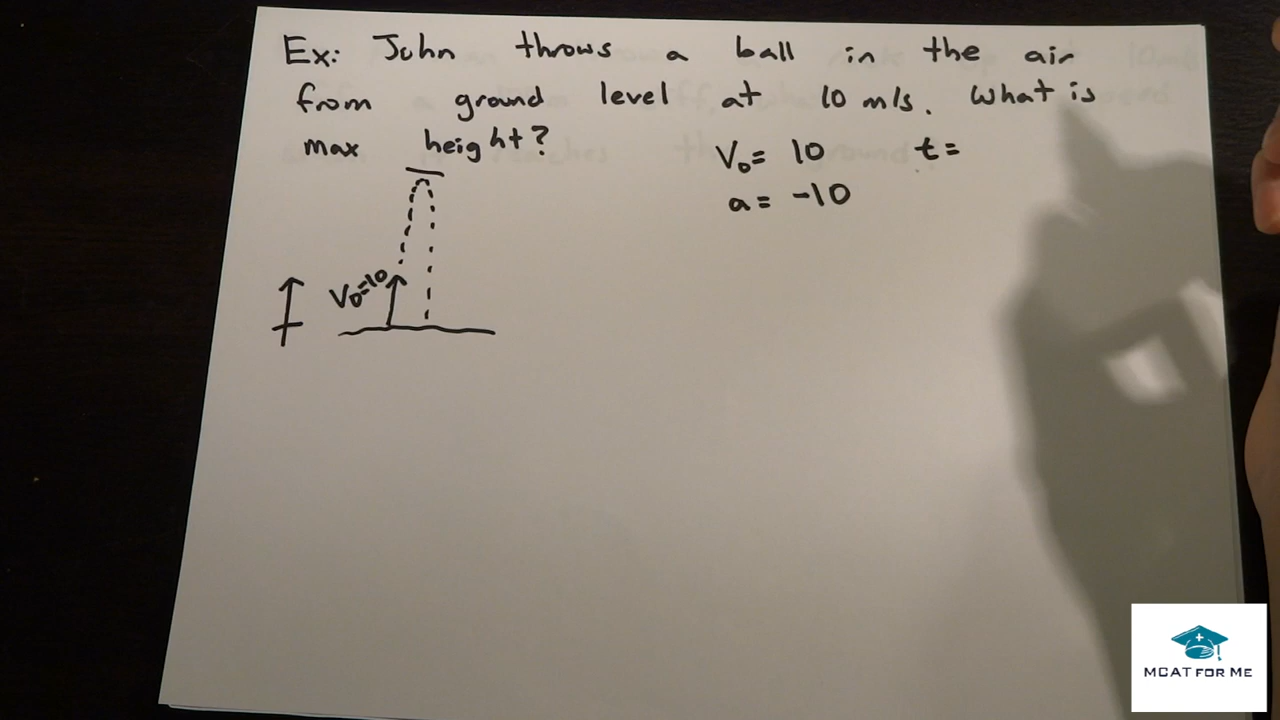 Ex: John throws a ball in the air
from ground level at 10 m/s. What is
max height?
V₀= 10 t=
a= -10
V₀=10
MCAT FOR ME